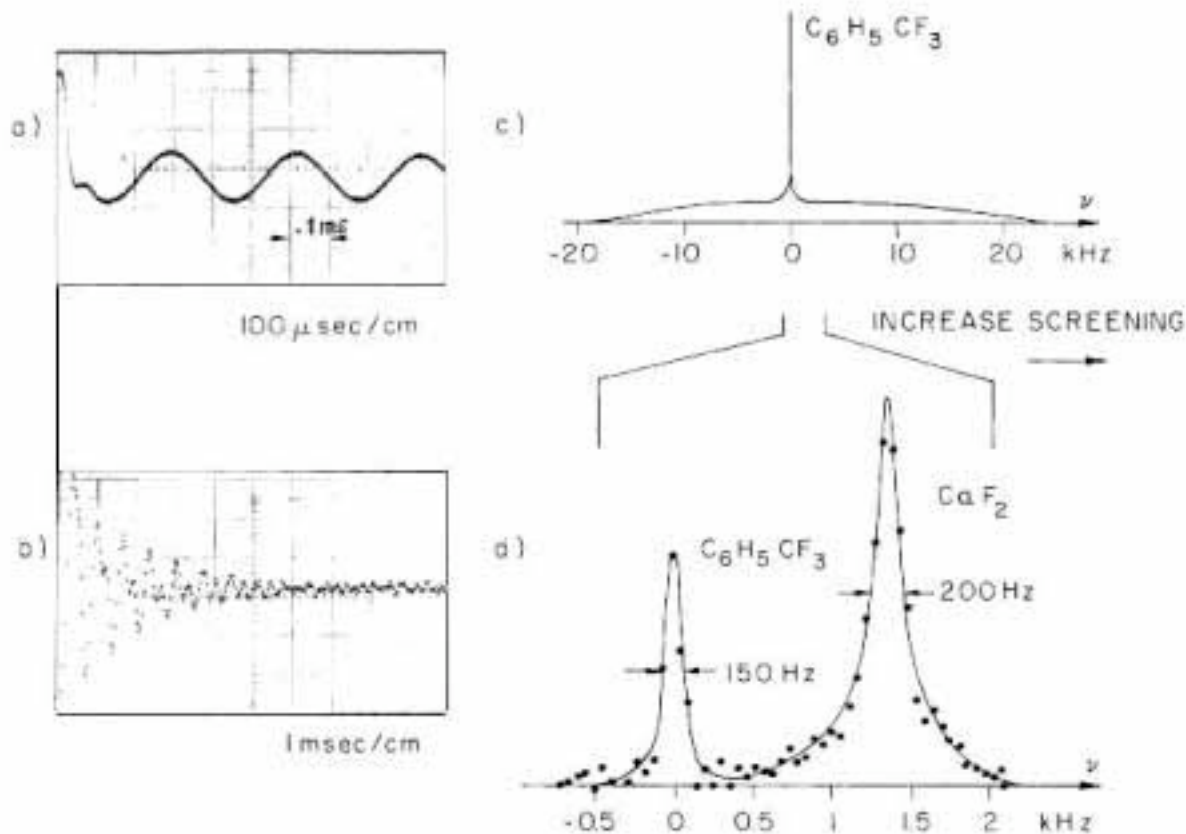 a)
.1ms
100 μsec/cm
b)
1 msec/cm
c)
C6H5CF3
ν
-20 -10 0 10 20 kHz
INCREASE SCREENING
d)
C6H5CF3
CaF2
200 Hz
150 Hz
ν
-0.5 0 0.5 1 1.5 2 kHz